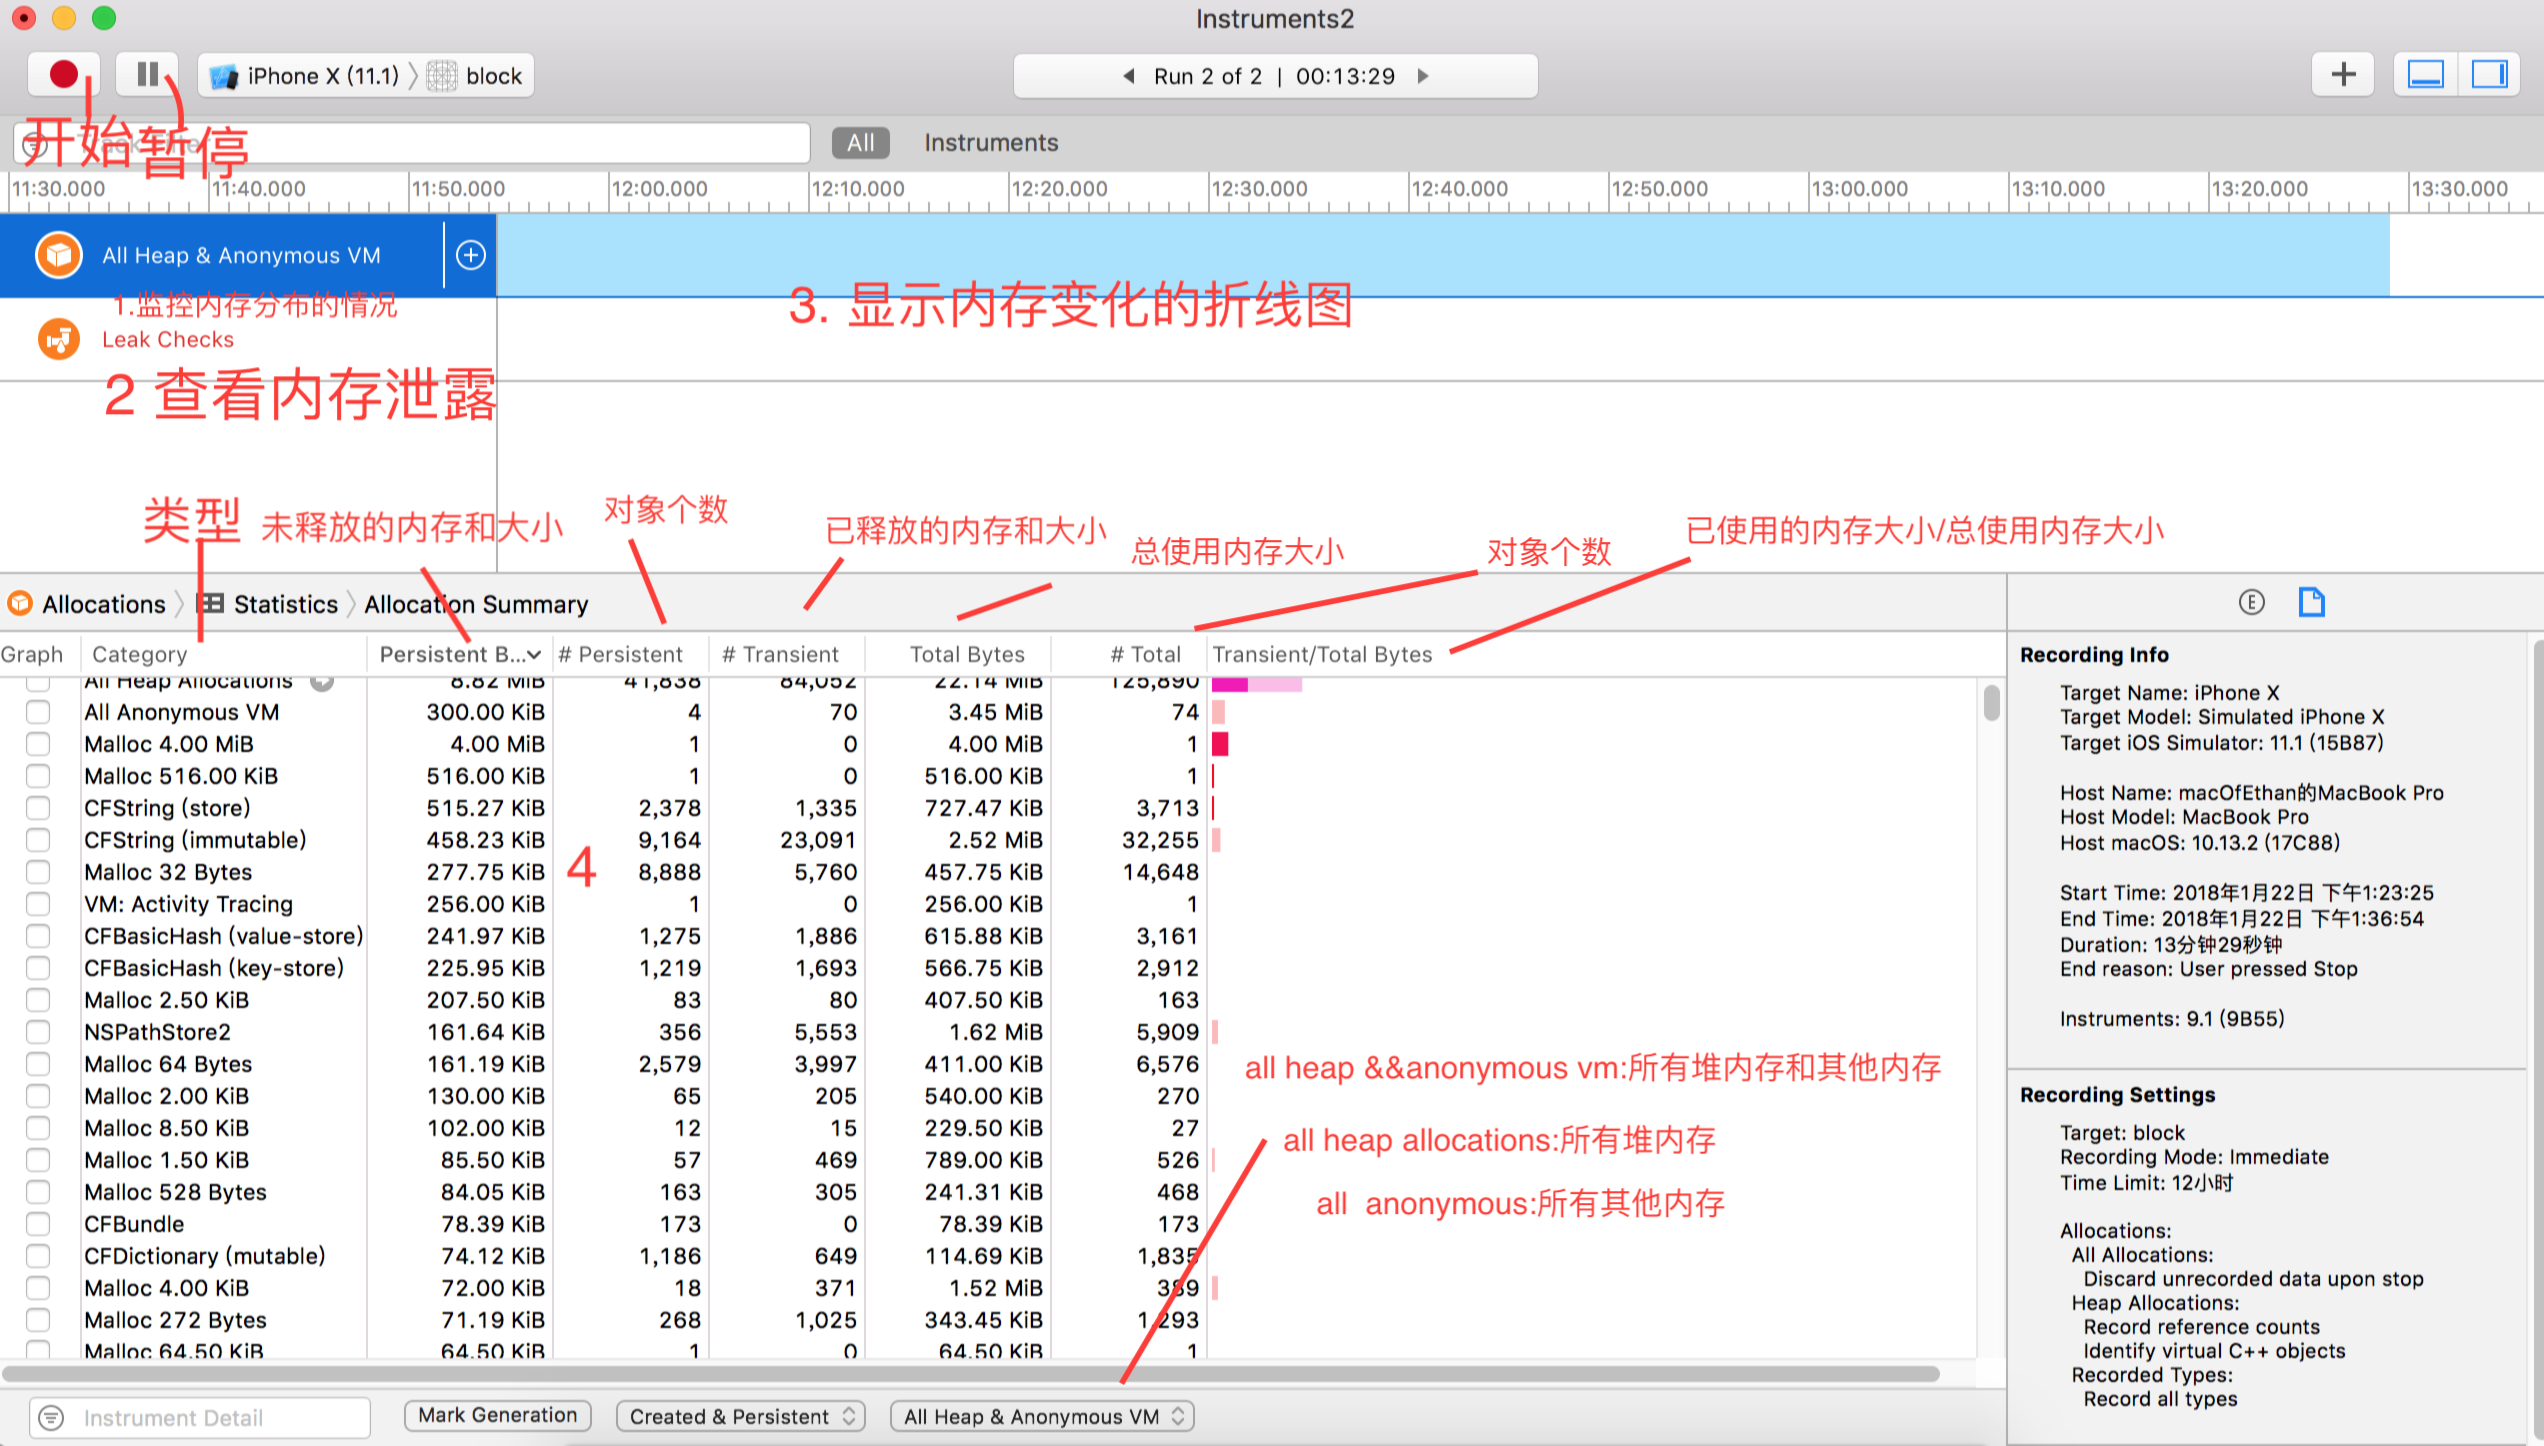 Instruments2
iPhone X (11.1) block
Run 2 of 2 | 00:13:29
开始 暂停
All Instruments
11:30.000 11:40.000 11:50.000 12:00.000 12:10.000 12:20.000 12:30.000 12:40.000 12:50.000 13:00.000 13:10.000 13:20.000 13:30.000
All Heap & Anonymous VM
1.监控内存分布的情况
3. 显示内存变化的折线图
Leak Checks
2 查看内存泄露
类型 未释放的内存和大小 对象个数 已释放的内存和大小 总使用内存大小 对象个数 已使用的内存大小/总使用内存大小
Allocations Statistics Allocation Summary
Graph Category Persistent B... # Persistent # Transient Total Bytes # Total Transient/Total Bytes
All Heap Allocations 8.82 MiB 41,838 84,052 22.14 MiB 125,890
All Anonymous VM 300.00 KiB 4 70 3.45 MiB 74
Malloc 4.00 MiB 4.00 MiB 1 0 4.00 MiB 1
Malloc 516.00 KiB 516.00 KiB 1 0 516.00 KiB 1
CFString (store) 515.27 KiB 2,378 1,335 727.47 KiB 3,713
CFString (immutable) 458.23 KiB 9,164 23,091 2.52 MiB 32,255
Malloc 32 Bytes 277.75 KiB 8,888 5,760 457.75 KiB 14,648
4
VM: Activity Tracing 256.00 KiB 1 0 256.00 KiB 1
CFBasicHash (value-store) 241.97 KiB 1,275 1,886 615.88 KiB 3,161
CFBasicHash (key-store) 225.95 KiB 1,219 1,693 566.75 KiB 2,912
Malloc 2.50 KiB 207.50 KiB 83 80 407.50 KiB 163
NSPathStore2 161.64 KiB 356 5,553 1.62 MiB 5,909
Malloc 64 Bytes 161.19 KiB 2,579 3,997 411.00 KiB 6,576
Malloc 2.00 KiB 130.00 KiB 65 205 540.00 KiB 270
Malloc 8.50 KiB 102.00 KiB 12 15 229.50 KiB 27
Malloc 1.50 KiB 85.50 KiB 57 469 789.00 KiB 526
Malloc 528 Bytes 84.05 KiB 163 305 241.31 KiB 468
CFBundle 78.39 KiB 173 0 78.39 KiB 173
CFDictionary (mutable) 74.12 KiB 1,186 649 114.69 KiB 1,835
Malloc 4.00 KiB 72.00 KiB 18 371 1.52 MiB 389
Malloc 272 Bytes 71.19 KiB 268 1,025 343.45 KiB 1,293
Malloc 64.50 KiB 64.50 KiB 1 0 64.50 KiB 1
all heap &&anonymous vm:所有堆内存和其他内存
all heap allocations:所有堆内存
all anonymous:所有其他内存
Instrument Detail Mark Generation Created & Persistent All Heap & Anonymous VM
E
Recording Info
Target Name: iPhone X
Target Model: Simulated iPhone X
Target iOS Simulator: 11.1 (15B87)
Host Name: macOfEthan的MacBook Pro
Host Model: MacBook Pro
Host macOS: 10.13.2 (17C88)
Start Time: 2018年1月22日 下午1:23:25
End Time: 2018年1月22日 下午1:36:54
Duration: 13分钟29秒钟
End reason: User pressed Stop
Instruments: 9.1 (9B55)
Recording Settings
Target: block
Recording Mode: Immediate
Time Limit: 12小时
Allocations:
All Allocations:
Discard unrecorded data upon stop
Heap Allocations:
Record reference counts
Identify virtual C++ objects
Recorded Types:
Record all types